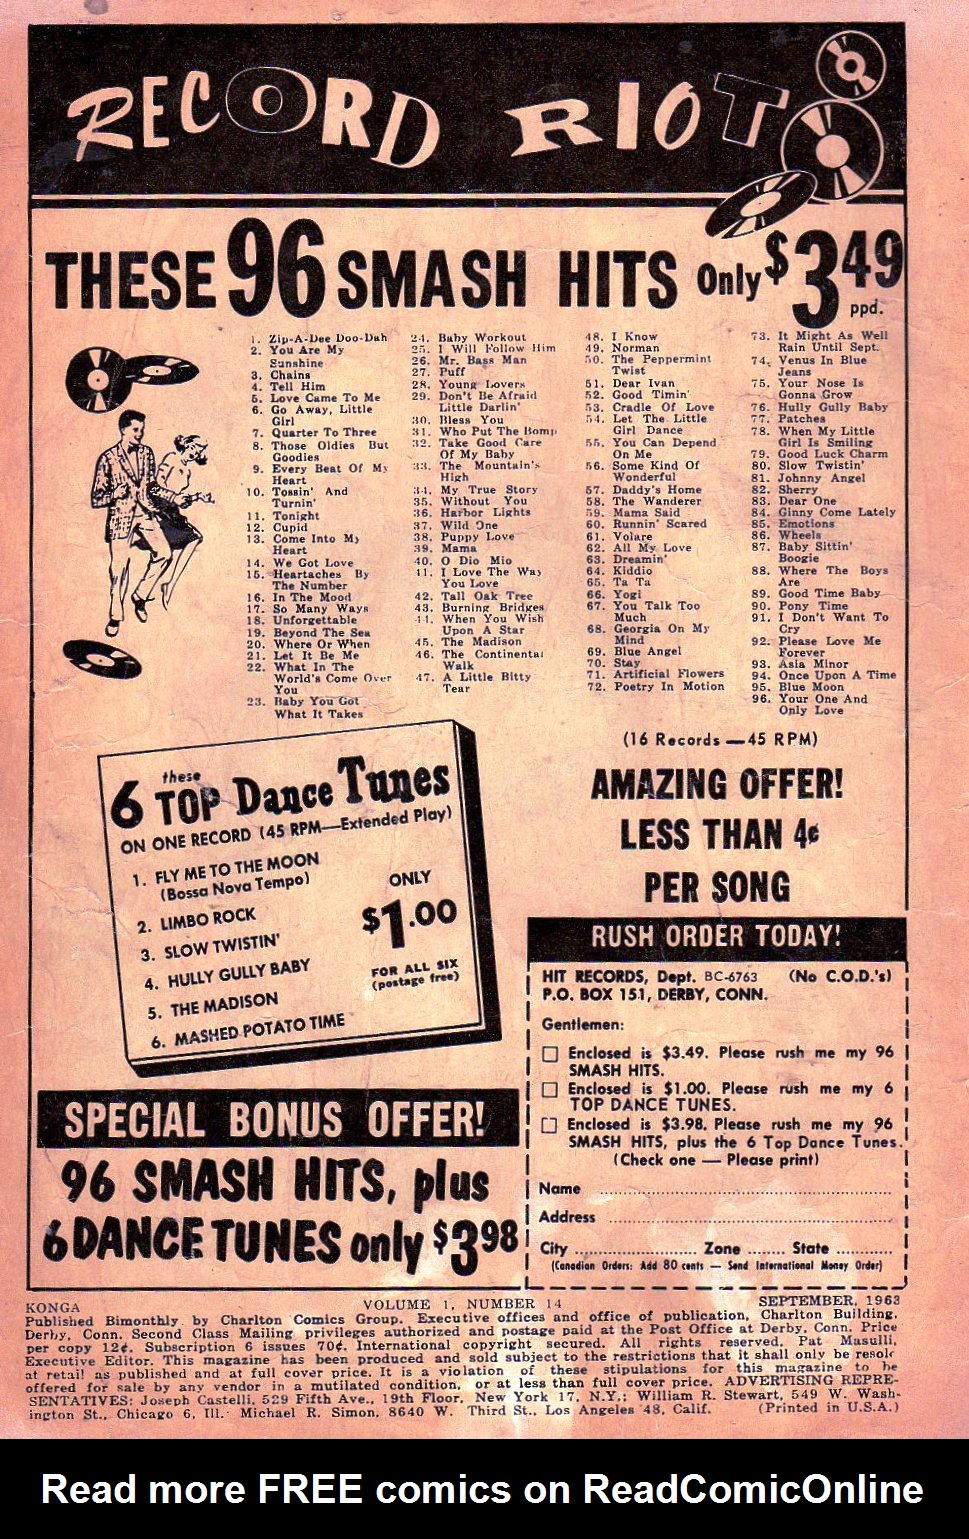 RECORD RIOT
THESE 96 SMASH HITS Only $3.49 ppd.
1. Zip-A-Dee Doo-Dah
2. You Are My
Sunshine
3. Chains
4. Tell Him
5. Love Came To Me
6. Go Away, Little
Girl
7. Quarter To Three
8. Those Oldies But
Goodies
9. Every Beat Of My
Heart
10. Tossin' And
Turnin'
11. Tonight
12. Cupid
13. Come Into My
Heart
14. We Got Love
15. Heartaches By
The Number
16. In The Mood
17. So Many Ways
18. Unforgettable
19. Beyond The Sea
20. Where Or When
21. Let It Be Me
22. What In The
World's Come Over
You
23. Baby You Got
What It Takes
24. Baby Workout
25. I Will Follow Him
26. Mr. Bass Man
27. Puff
28. Young Lovers
29. Don't Be Afraid
Little Darlin'
30. Bless You
31. Who Put The Bomp
32. Take Good Care
Of My Baby
33. The Mountain's
High
34. My True Story
35. Without You
36. Harbor Lights
37. Wild One
38. Puppy Love
39. Mama
40. O Dio Mio
41. I Love The Way
You Love
42. Tall Oak Tree
43. Burning Bridges
44. When You Wish
Upon A Star
45. The Madison
46. The Continental
Walk
47. A Little Bitty
Tear
48. I Know
49. Norman
50. The Peppermint
Twist
51. Dear Ivan
52. Good Timin'
53. Cradle Of Love
54. Let The Little
Girl Dance
55. You Can Depend
On Me
56. Some Kind Of
Wonderful
57. Daddy's Home
58. The Wanderer
59. Mama Said
60. Runnin' Scared
61. Volare
62. All My Love
63. Dreamin'
64. Kiddio
65. Ta Ta
66. Yogi
67. You Talk Too
Much
68. Georgia On My
Mind
69. Blue Angel
70. Stay
71. Artificial Flowers
72. Poetry In Motion
73. It Might As Well
Rain Until Sept.
74. Venus In Blue
Jeans
75. Your Nose Is
Gonna Grow
76. Hully Gully Baby
77. Patches
78. When My Little
Girl Is Smiling
79. Good Luck Charm
80. Slow Twistin'
81. Johnny Angel
82. Sherry
83. Dear One
84. Ginny Come Lately
85. Emotions
86. Wheels
87. Baby Sittin'
Boogie
88. Where The Boys
Are
89. Good Time Baby
90. Pony Time
91. I Don't Want To
Cry
92. Please Love Me
Forever
93. Asia Minor
94. Once Upon A Time
95. Blue Moon
96. Your One And
Only Love
(16 Records — 45 RPM)
AMAZING OFFER!
LESS THAN 4¢
PER SONG
6 these TOP Dance Tunes
ON ONE RECORD (45 RPM—Extended Play)
1. FLY ME TO THE MOON
(Bossa Nova Tempo)
2. LIMBO ROCK
3. SLOW TWISTIN'
4. HULLY GULLY BABY
5. THE MADISON
6. MASHED POTATO TIME
ONLY
$1.00
FOR ALL SIX
(postage free)
SPECIAL BONUS OFFER!
96 SMASH HITS, plus
6 DANCE TUNES only $3.98
RUSH ORDER TODAY!
HIT RECORDS, Dept. BC-6763 (No C.O.D.'s)
P.O. BOX 151, DERBY, CONN.
Gentlemen:
Enclosed is $3.49. Please rush me my 96
SMASH HITS.
Enclosed is $1.00. Please rush me my 6
TOP DANCE TUNES.
Enclosed is $3.98. Please rush me my 96
SMASH HITS, plus the 6 Top Dance Tunes.
(Check one — Please print)
Name
Address
City ........ Zone ........ State ........
(Canadian Orders: Add 80 cents — Send International Money Order)
KONGA VOLUME 1, NUMBER 14 SEPTEMBER, 1963
Published Bimonthly by Charlton Comics Group. Executive offices and office of publication, Charlton Building,
Derby, Conn. Second Class Mailing privileges authorized and postage paid at the Post Office at Derby, Conn. Price
per copy 12¢. Subscription 6 issues 70¢. International copyright secured. All rights reserved. Pat Masulli,
Executive Editor. This magazine has been produced and sold subject to the restrictions that it shall only be resold
at retail as published and at full cover price. It is a violation of these stipulations for this magazine to be
offered for sale by any vendor in a mutilated condition, or at less than full cover price. ADVERTISING REPRE-
SENTATIVES: Joseph Castelli, 529 Fifth Ave., 19th Floor, New York 17, N.Y.; William R. Stewart, 549 W. Wash-
ington St., Chicago 6, Ill. Michael R. Simon, 8640 W. Third St., Los Angeles 48, Calif. (Printed in U.S.A.)
Read more FREE comics on ReadComicOnline